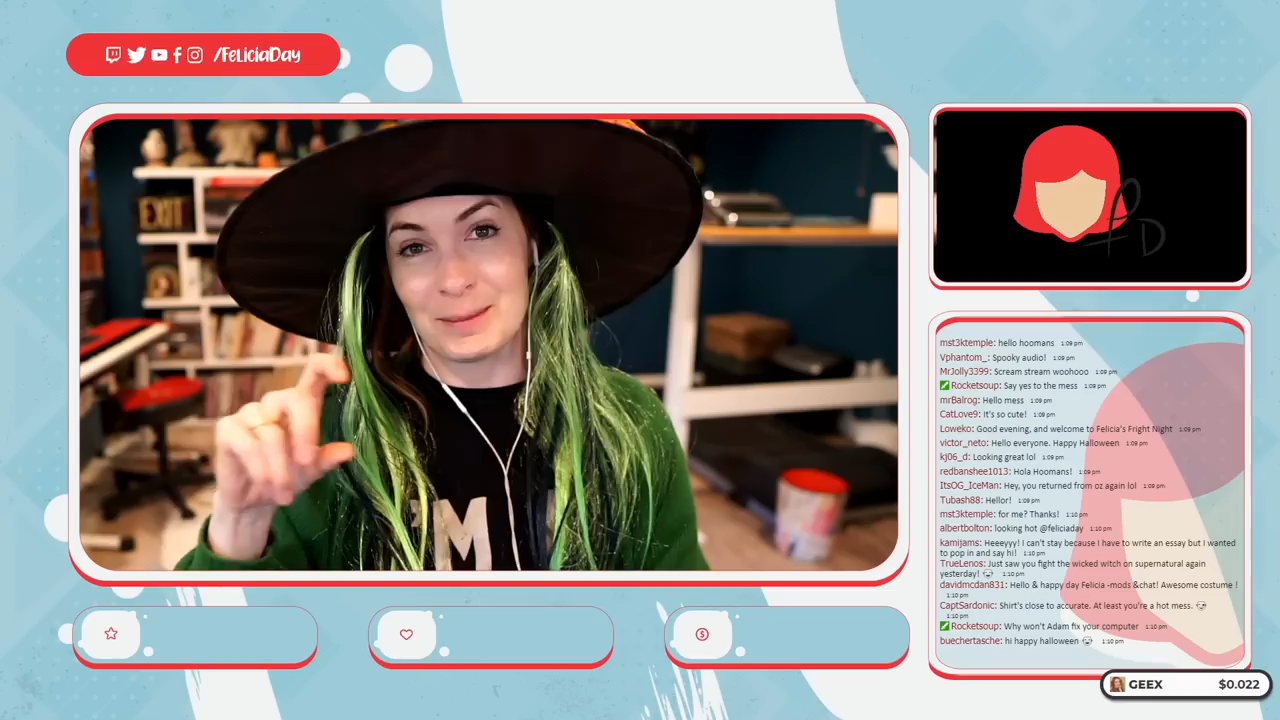 /FeliciaDay
EXIT
'M
FD
mst3ktemple: hello hoomans 1:09 pm
Vphantom_: Spooky audio! 1:09 pm
MrJolly3399: Scream stream woohooo 1:09 pm
Rocketsoup: Say yes to the mess 1:09 pm
mrBalrog: Hello mess 1:09 pm
CatLove9: It's so cute! 1:09 pm
Loweko: Good evening, and welcome to Felicia's Fright Night 1:09 pm
victor_neto: Hello everyone. Happy Halloween 1:09 pm
kj06_d: Looking great lol 1:09 pm
redbanshee1013: Hola Hoomans! 1:09 pm
ItsOG_IceMan: Hey, you returned from oz again lol 1:09 pm
Tubash88: Hellor! 1:09 pm
mst3ktemple: for me? Thanks! 1:10 pm
albertbolton: looking hot @feliciaday 1:10 pm
kamijams: Heeeyyy! I can't stay because I have to write an essay but I wanted
to pop in and say hi! 1:10 pm
TrueLenos: Just saw you fight the wicked witch on supernatural again
yesterday! 1:10 pm
davidmcdan831: Hello & happy day Felicia -mods &chat! Awesome costume !
1:10 pm
CaptSardonic: Shirt's close to accurate. At least you're a hot mess.
1:10 pm
Rocketsoup: Why won't Adam fix your computer 1:10 pm
buechertasche: hi happy halloween 1:10 pm
GEEX $0.022